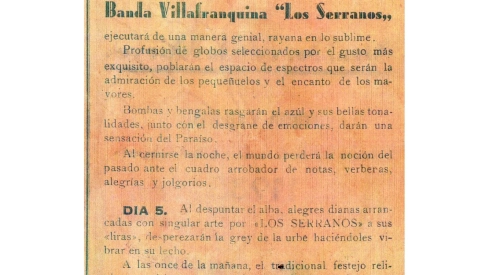 Banda Villafranquina "Los Serranos„
ejecutará de una manera genial, rayana en lo sublime.
Profusión de globos seleccionados por el gusto más
exquisito, poblarán el espacio de espectros que serán la
admiración de los pequeñuelos y el encanto de los ma-
yores.
Bombas y bengalas rasgarán el azúl y sus bellas tona-
lidades, junto con el desgrane de emociones, darán una
sensación del Paraiso.
Al cernirse la noche, el mundo perderá la noción del
pasado ante el cuadro arrobador de notas, verberas,
alegrías y jolgorios.
DIA 5. Al despuntar el alba, alegres dianas arran-
cadas con singular arte por «LOS SERRANOS» a sus
«liras», desperezarán la grey de la urbe haciéndoles vi-
brar en su lecho.
A las once de la mañana, el tradicional festejo reli-